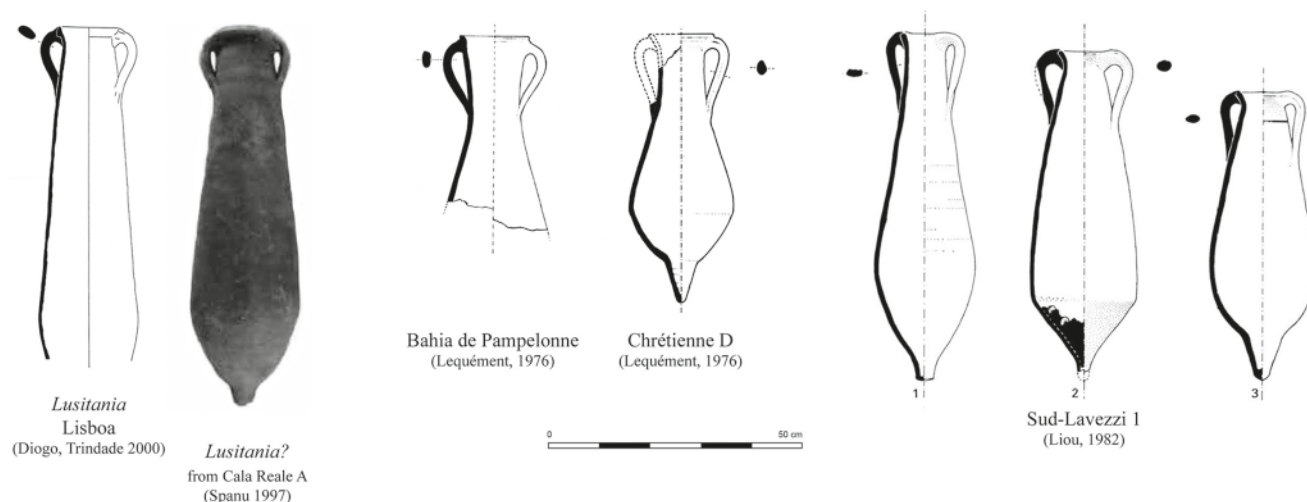 Lusitania
Lisboa
(Diogo, Trindade 2000)
Lusitania?
from Cala Reale A
(Spanu 1997)
Bahia de Pampelonne
(Lequément, 1976)
Chrétienne D
(Lequément, 1976)
1
2
3
Sud-Lavezzi 1
(Liou, 1982)
0
50 cm